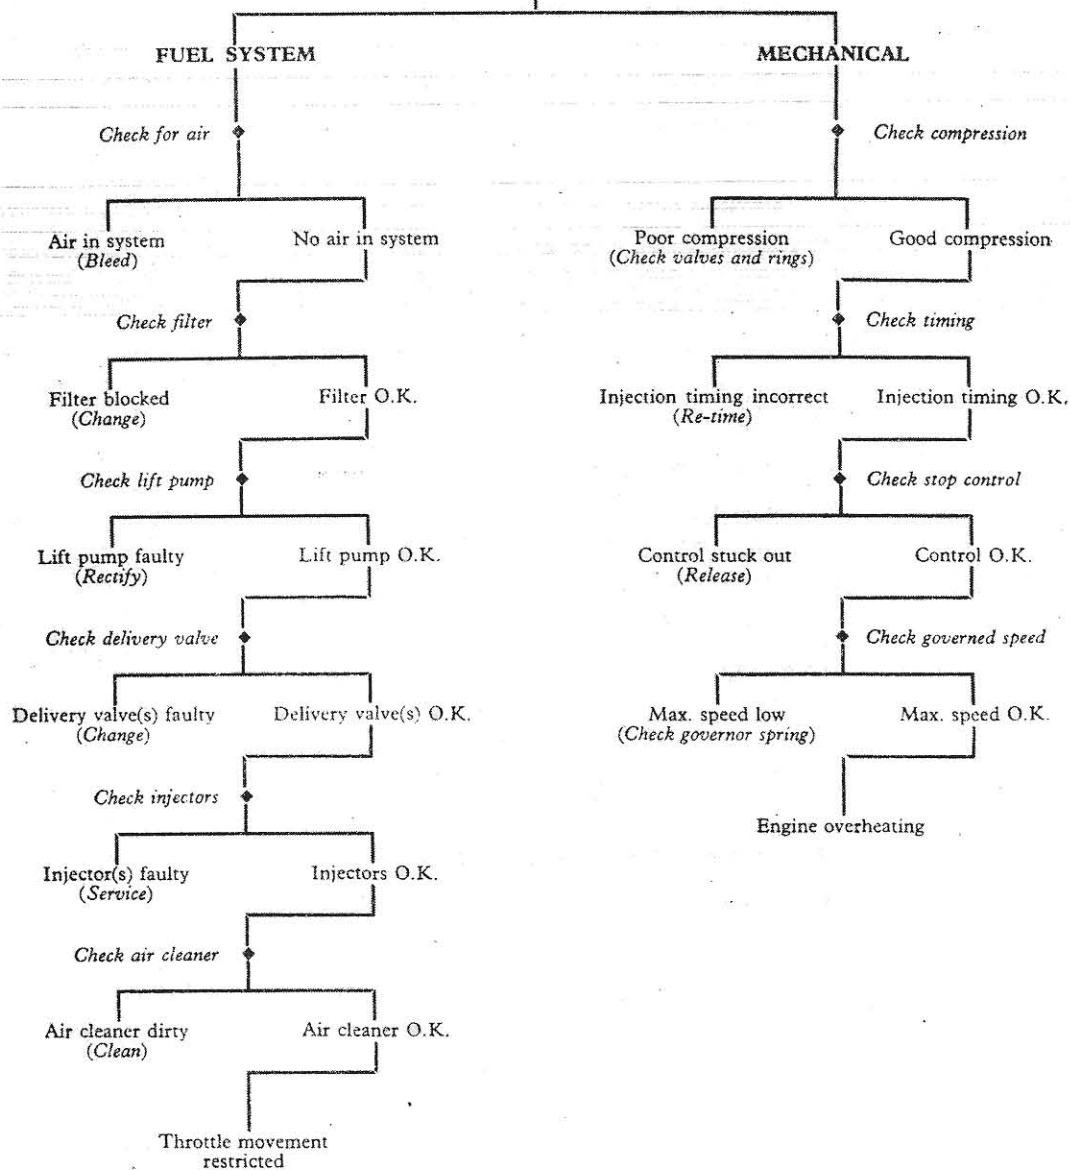 FUEL SYSTEM
MECHANICAL
Check for air
Check compression
Air in system
(Bleed)
No air in system
Poor compression
(Check valves and rings)
Good compression
Check filter
Check timing
Filter blocked
(Change)
Filter O.K.
Injection timing incorrect
(Re-time)
Injection timing O.K.
Check lift pump
Check stop control
Lift pump faulty
(Rectify)
Lift pump O.K.
Control stuck out
(Release)
Control O.K.
Check delivery valve
Check governed speed
Delivery valve(s) faulty
(Change)
Delivery valve(s) O.K.
Max. speed low
(Check governor spring)
Max. speed O.K.
Check injectors
Engine overheating
Injector(s) faulty
(Service)
Injectors O.K.
Check air cleaner
Air cleaner dirty
(Clean)
Air cleaner O.K.
Throttle movement
restricted